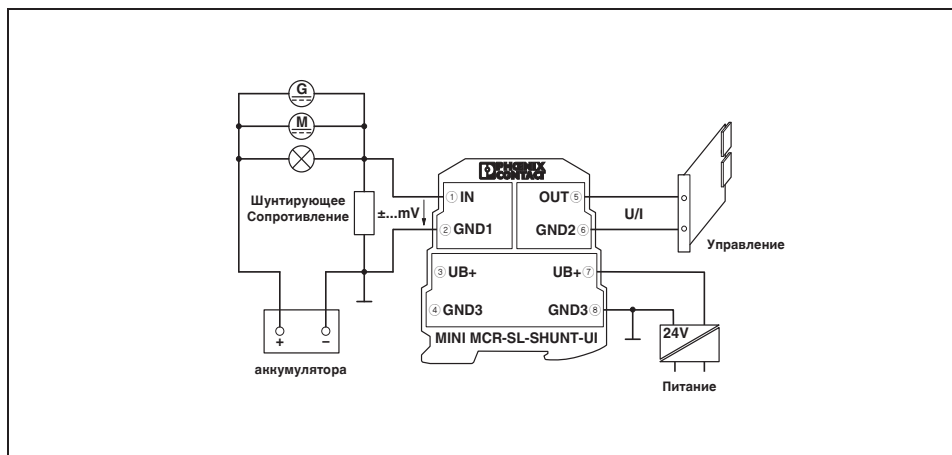 G
M
PHOENIX
CONTACT
Шунтирующее
Сопротивление
±...mV
1 IN
OUT 5
U/I
2 GND1
GND2 6
Управление
3 UB+
UB+ 7
4 GND3
GND3 8
+
–
24V
MINI MCR-SL-SHUNT-UI
аккумулятора
Питание